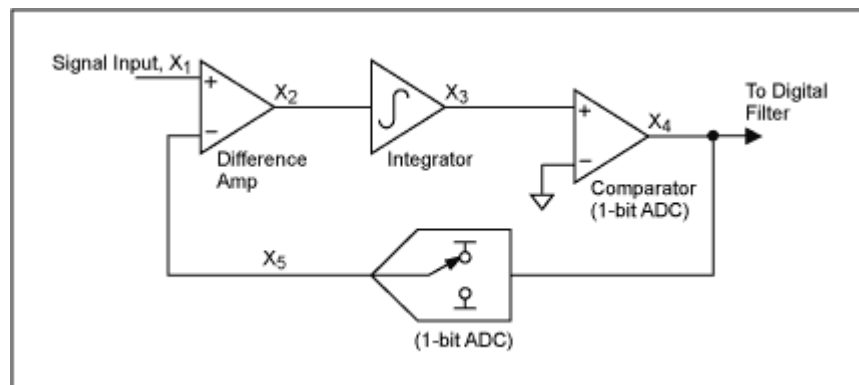 Signal Input, X1
+
−
X2
Difference
Amp
X3
Integrator
+
−
X4
Comparator
(1-bit ADC)
To Digital
Filter
X5
(1-bit ADC)